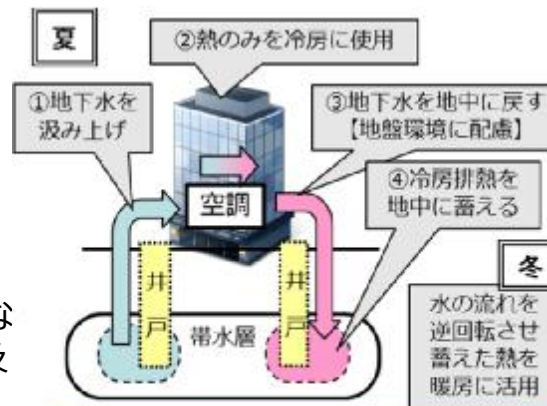 夏
②熱のみを冷房に使用
①地下水を
汲み上げ
③地下水を地中に戻す
【地盤環境に配慮】
空調
④冷房排熱を
地中に蓄える
井戸
帯水層
井戸
冬
水の流れを
逆回転させ
蓄えた熱を
暖房に活用
な